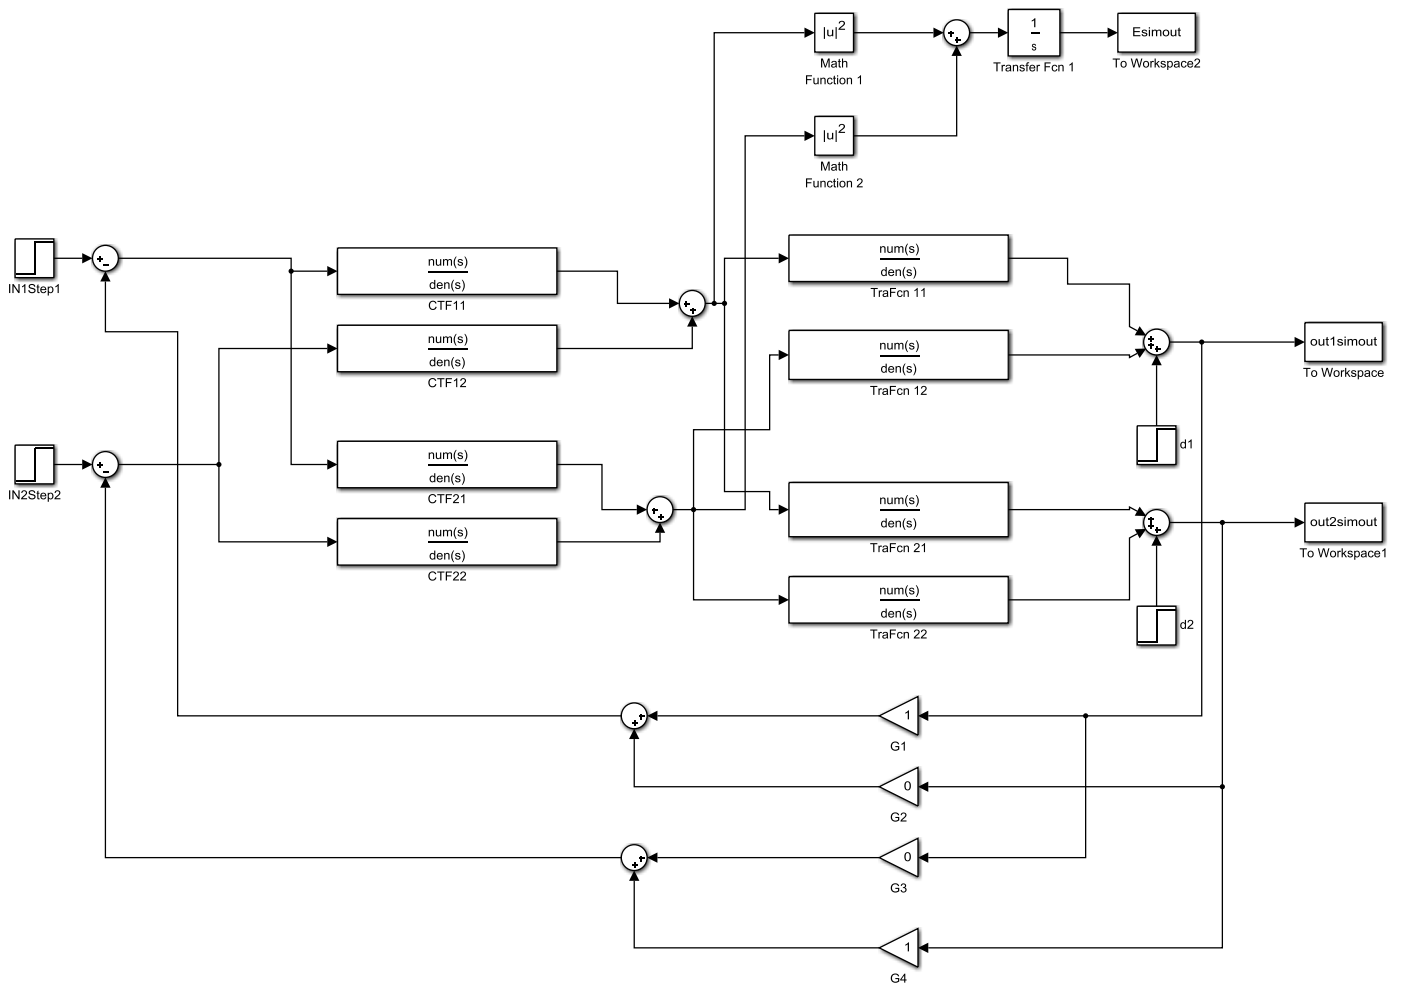 |u|2
Math
Function 1
1
s
Transfer Fcn 1
Esimout
To Workspace2
|u|2
Math
Function 2
IN1Step1
num(s)
den(s)
CTF11
num(s)
den(s)
CTF12
num(s)
den(s)
TraFcn 11
num(s)
den(s)
TraFcn 12
out1simout
To Workspace
d1
IN2Step2
num(s)
den(s)
CTF21
num(s)
den(s)
CTF22
num(s)
den(s)
TraFcn 21
num(s)
den(s)
TraFcn 22
out2simout
To Workspace1
d2
1
G1
0
G2
0
G3
1
G4